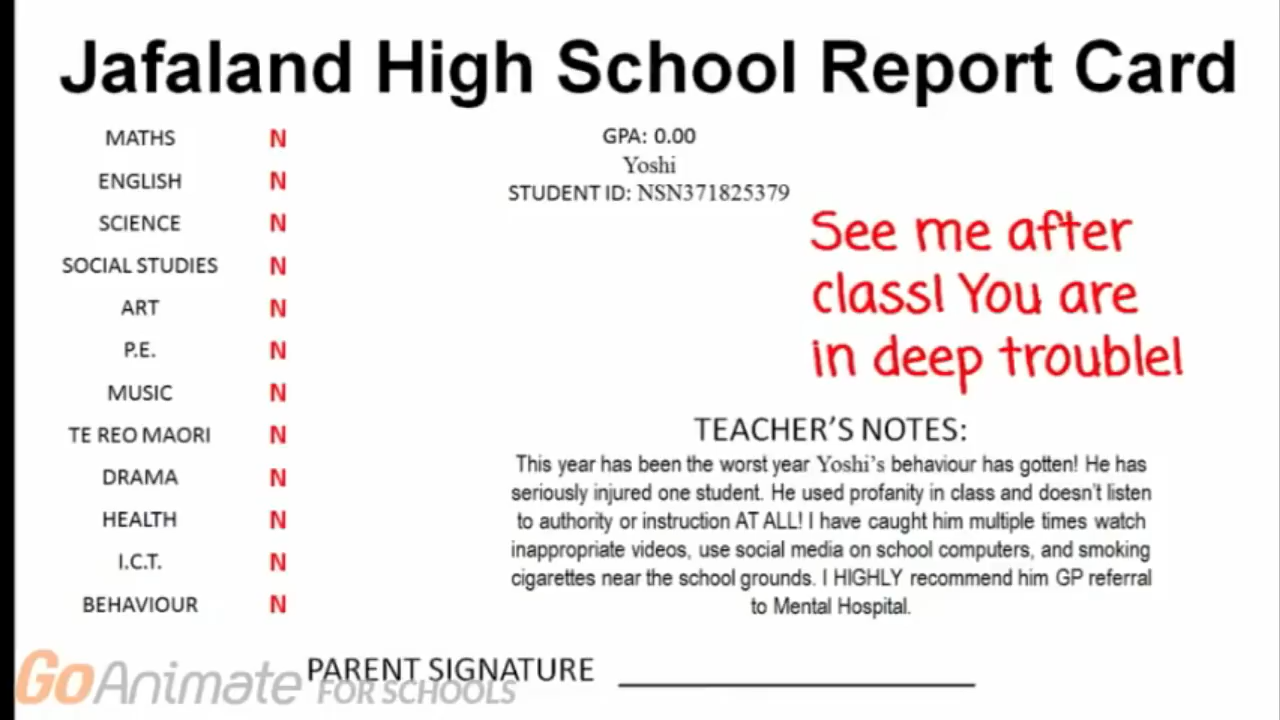 Jafaland High School Report Card
MATHS N
ENGLISH N
SCIENCE N
SOCIAL STUDIES N
ART N
P.E. N
MUSIC N
TE REO MAORI N
DRAMA N
HEALTH N
I.C.T. N
BEHAVIOUR N
GPA: 0.00
Yoshi
STUDENT ID: NSN371825379
See me after
class! You are
in deep trouble!
TEACHER'S NOTES:
This year has been the worst year Yoshi's behaviour has gotten! He has
seriously injured one student. He used profanity in class and doesn't listen
to authority or instruction AT ALL! I have caught him multiple times watch
inappropriate videos, use social media on school computers, and smoking
cigarettes near the school grounds. I HIGHLY recommend him GP referral
to Mental Hospital.
PARENT SIGNATURE
GoAnimate FOR SCHOOLS